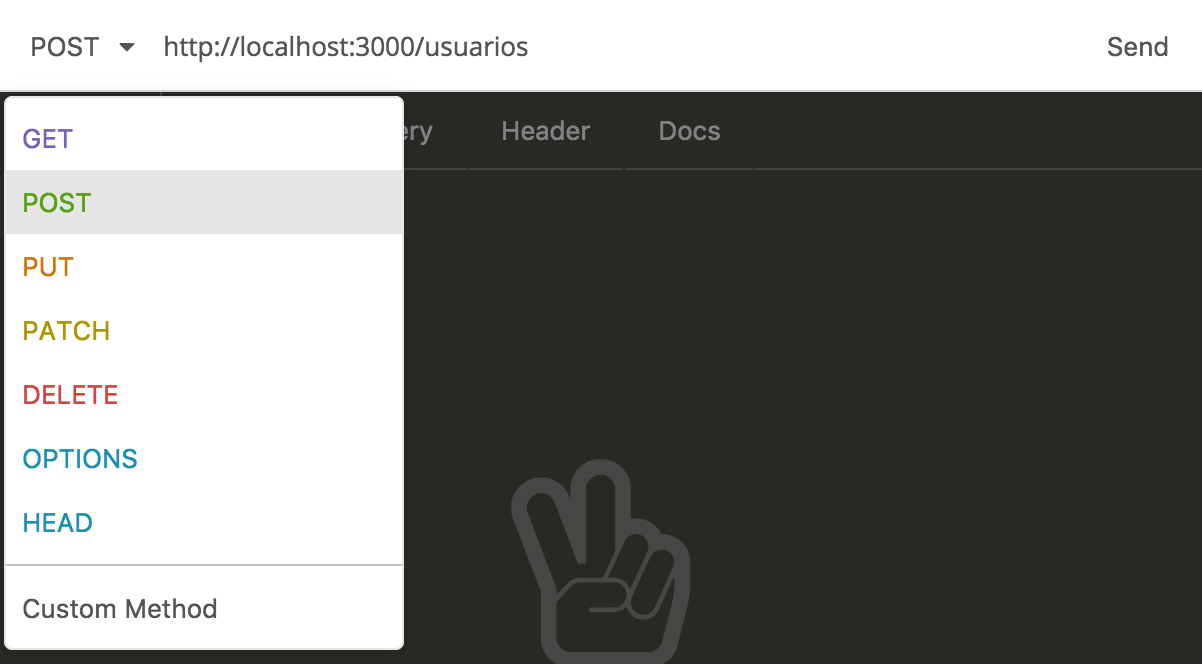 POST http://localhost:3000/usuarios Send
ery Header Docs
GET
POST
PUT
PATCH
DELETE
OPTIONS
HEAD
Custom Method